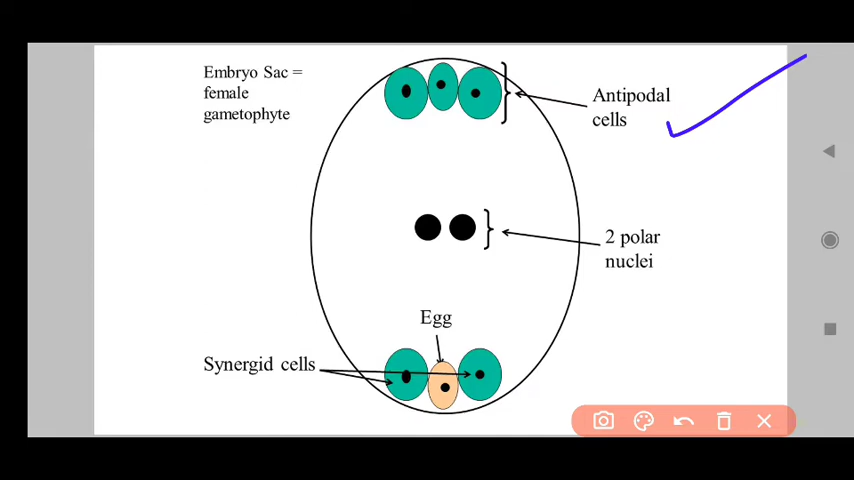 Embryo Sac =
female
gametophyte
Antipodal
cells
2 polar
nuclei
Egg
Synergid cells